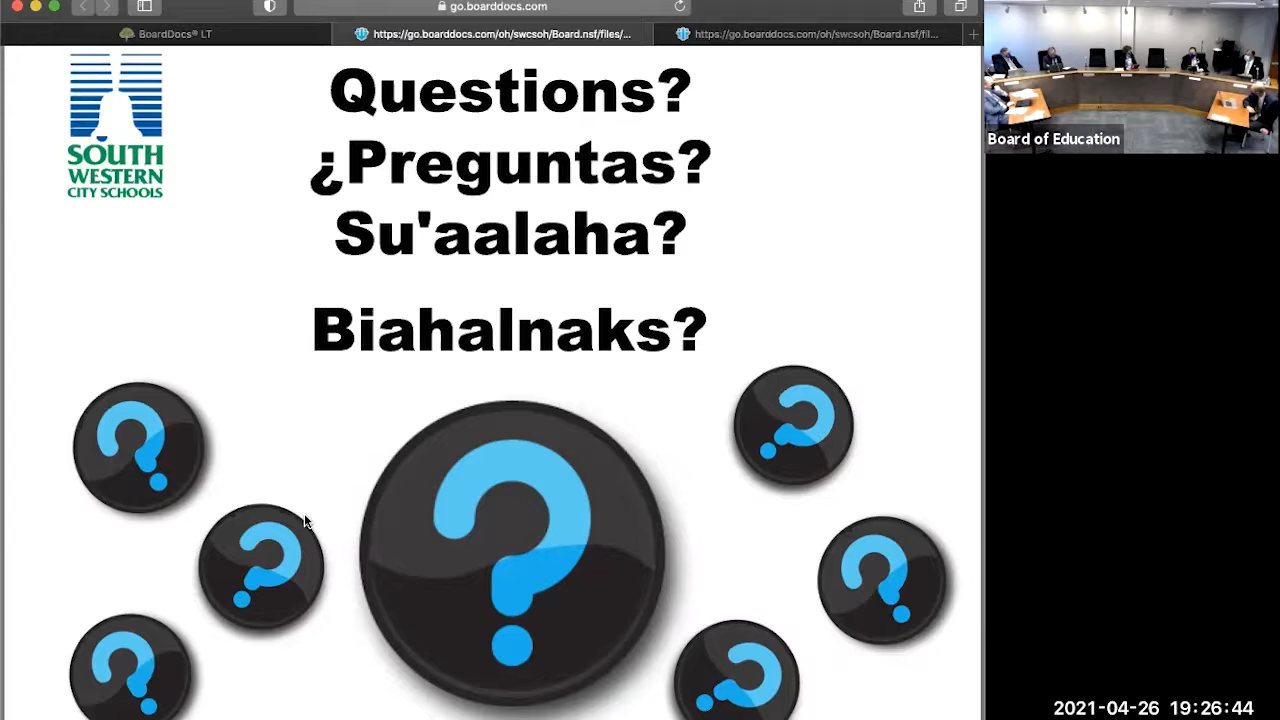 go.boarddocs.com
BoardDocs® LT
https://go.boarddocs.com/oh/swcsoh/Board.nsf/files/...
https://go.boarddocs.com/oh/swcsoh/Board.nsf/fil...
SOUTH
WESTERN
CITY SCHOOLS
Questions?
¿Preguntas?
Su'aalaha?
Biahalnaks?
?
?
?
?
?
?
?
Board of Education
2021-04-26 19:26:44